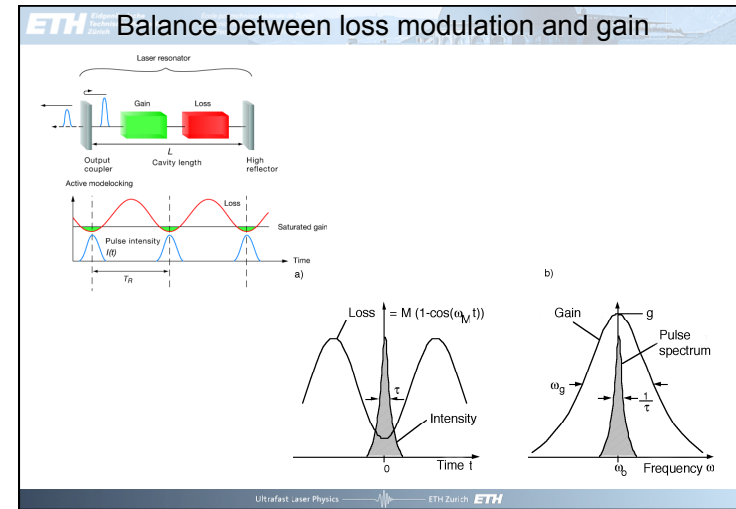 ETH
Balance between loss modulation and gain
Laser resonator
Gain
Loss
L
Output
coupler
Cavity length
High
reflector
Active modelocking
Loss
Saturated gain
Pulse intensity
I(t)
Time
T_R
a)
b)
Loss = M (1-cos(ω_M t))
τ
Intensity
0
Time t
Gain
g
Pulse
spectrum
ω_g
1/τ
ω_o
Frequency ω
Ultrafast Laser Physics
ETH Zurich
ETH